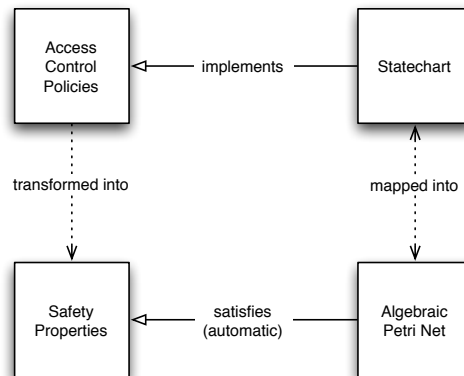 Access
Control
Policies
implements
Statechart
transformed into
mapped into
Safety
Properties
satisfies
(automatic)
Algebraic
Petri Net